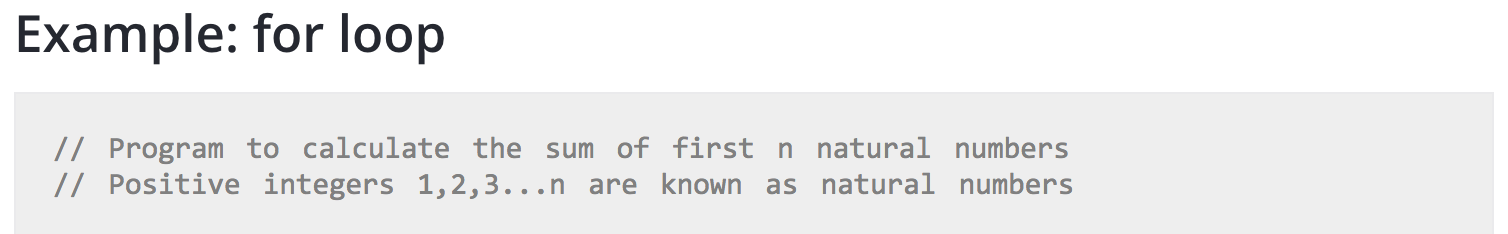 Example: for loop
// Program to calculate the sum of first n natural numbers
// Positive integers 1,2,3...n are known as natural numbers